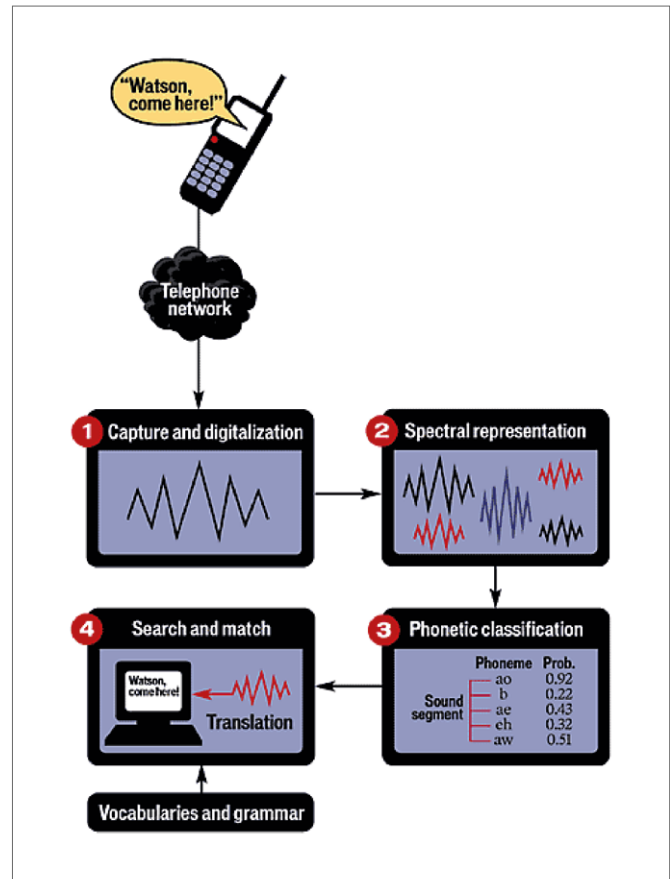 “Watson,
come here!”
Telephone
network
1 Capture and digitalization
2 Spectral representation
3 Phonetic classification
Phoneme Prob.
Sound
segment
ao 0.92
b 0.22
ae 0.43
eh 0.32
aw 0.51
4 Search and match
Watson,
come here!
Translation
Vocabularies and grammar